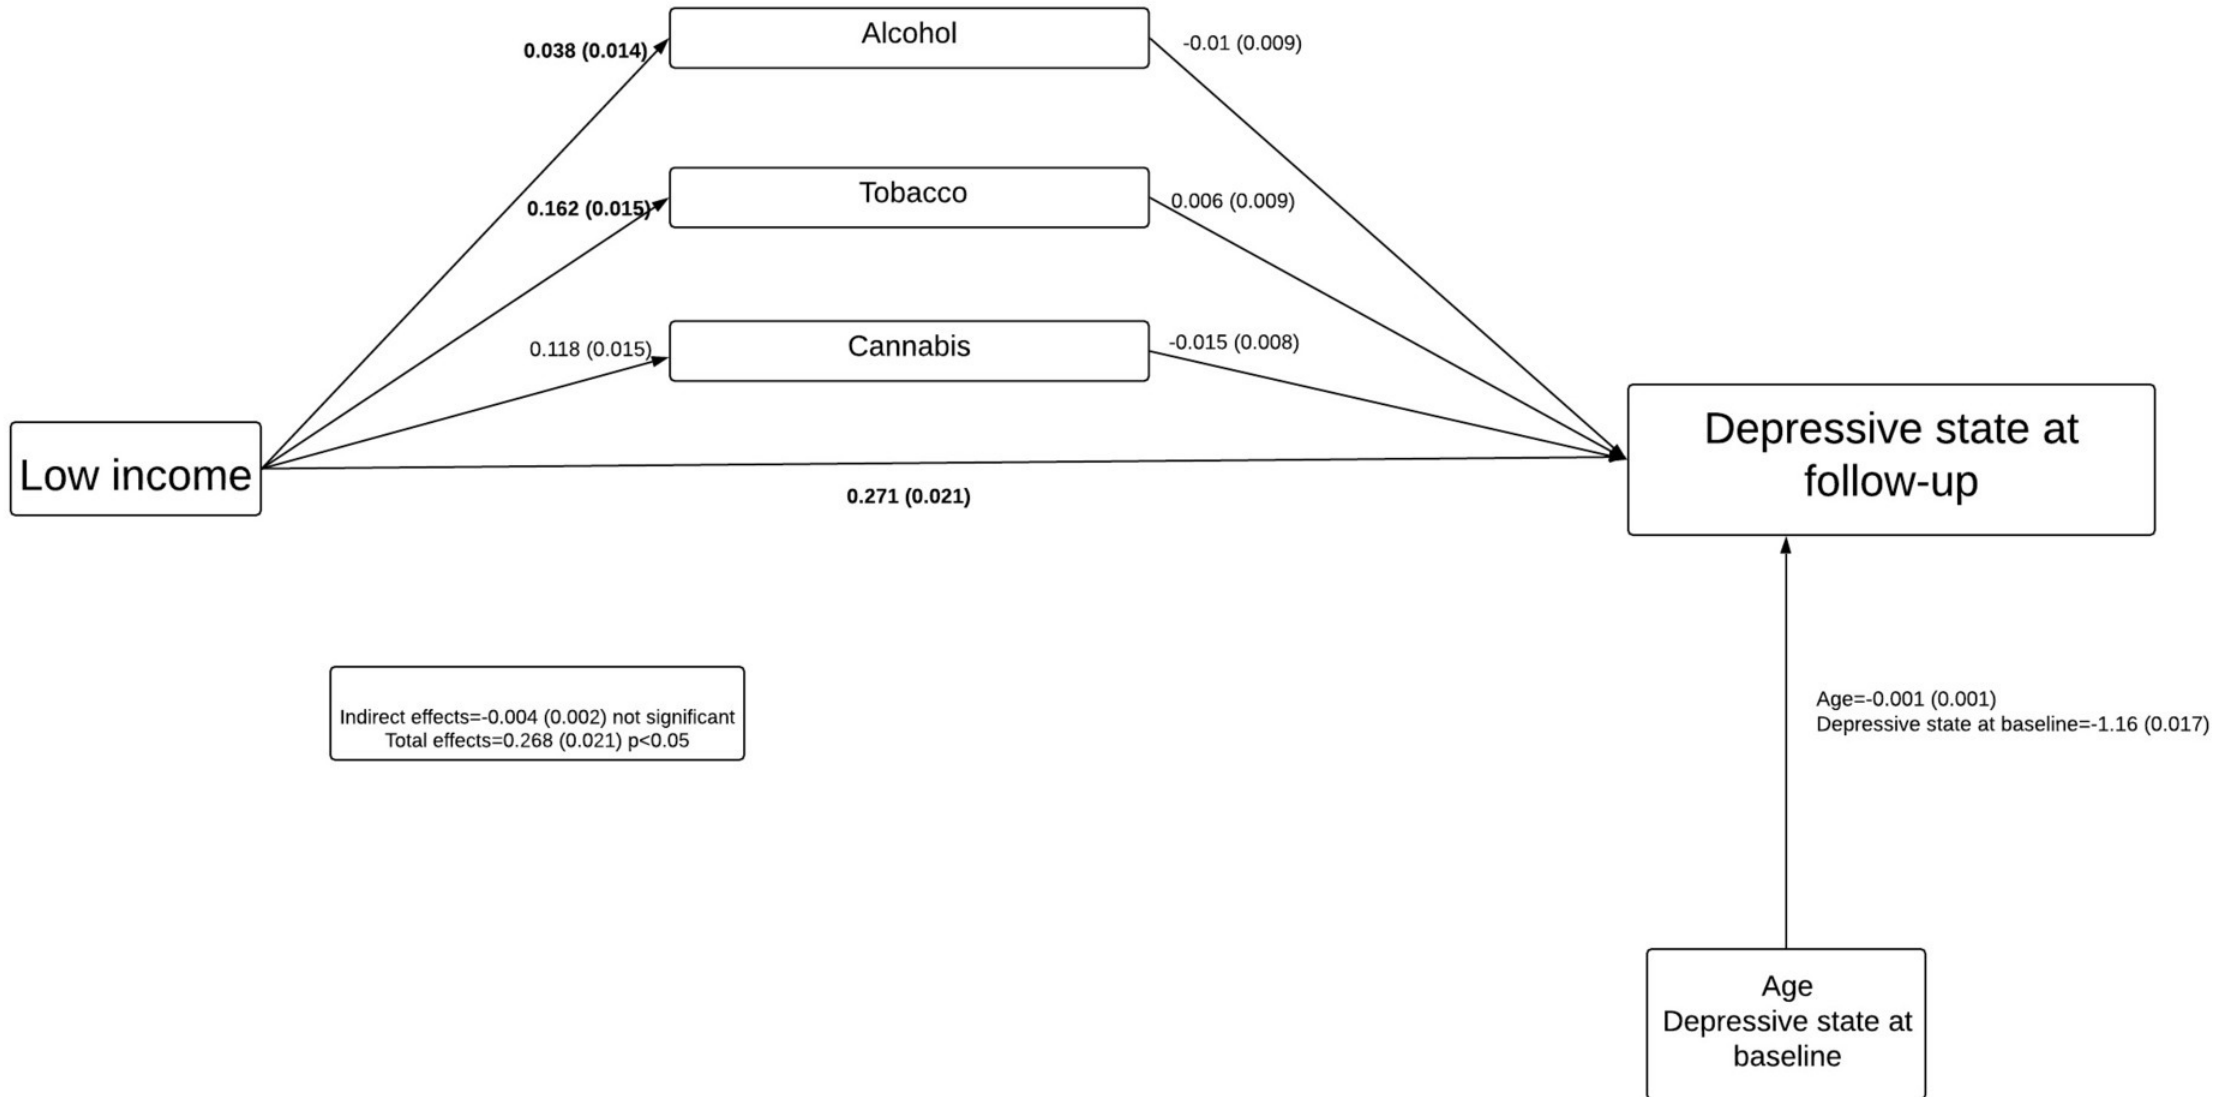 Alcohol
0.038 (0.014)
-0.01 (0.009)
Tobacco
0.162 (0.015)
0.006 (0.009)
Cannabis
0.118 (0.015)
-0.015 (0.008)
Low income
Depressive state at
follow-up
0.271 (0.021)
Indirect effects=-0.004 (0.002) not significant
Total effects=0.268 (0.021) p<0.05
Age=-0.001 (0.001)
Depressive state at baseline=-1.16 (0.017)
Age
Depressive state at
baseline